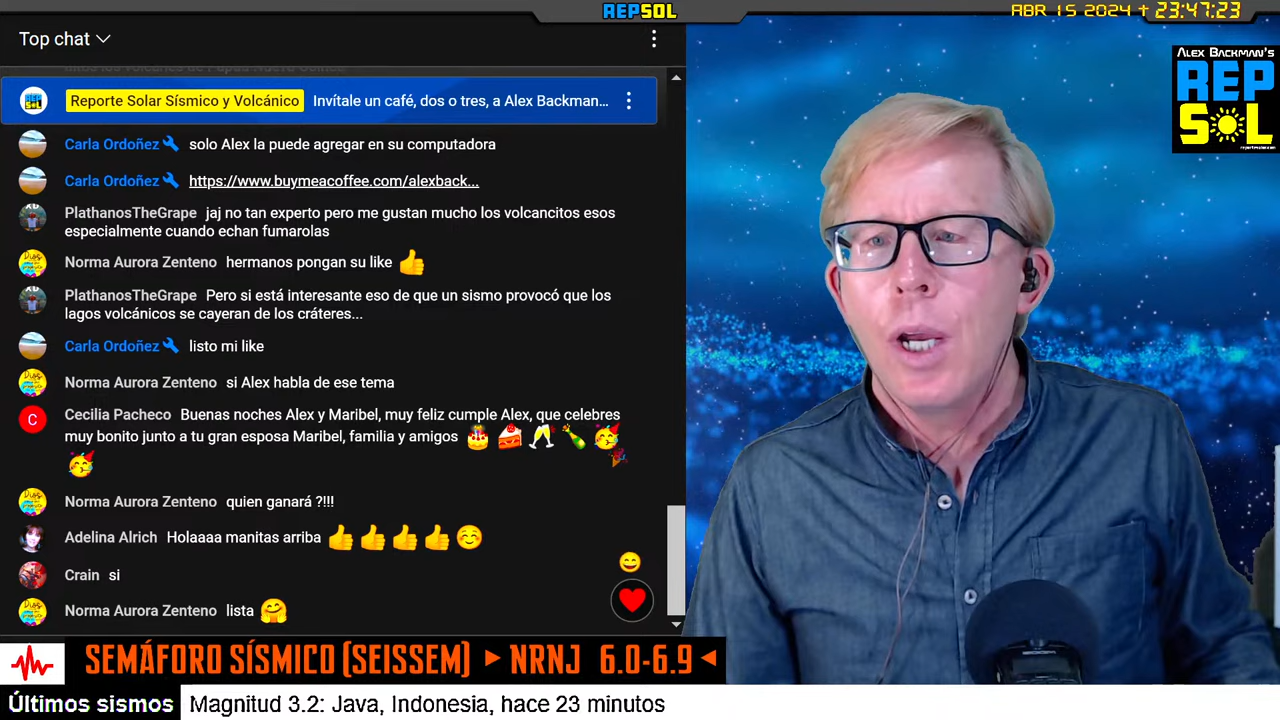 REPSOL
ABR 15 2024 † 23:47:23
Top chat
ALEX BACKMAN'S
REP
SOL
Reporte Solar Sísmico y Volcánico Invítale un café, dos o tres, a Alex Backman...
Carla Ordoñez solo Alex la puede agregar en su computadora
Carla Ordoñez https://www.buymeacoffee.com/alexback...
PlathanosTheGrape jaj no tan experto pero me gustan mucho los volcancitos esos
especialmente cuando echan fumarolas
Norma Aurora Zenteno hermanos pongan su like 👍
PlathanosTheGrape Pero si está interesante eso de que un sismo provocó que los
lagos volcánicos se cayeran de los cráteres...
Carla Ordoñez listo mi like
Norma Aurora Zenteno si Alex habla de ese tema
C
Cecilia Pacheco Buenas noches Alex y Maribel, muy feliz cumple Alex, que celebres
muy bonito junto a tu gran esposa Maribel, familia y amigos 🎂🍰🥂🍾🥳🎉
🥳
Norma Aurora Zenteno quien ganará ?!!!
Adelina Alrich Holaaaa manitas arriba 👍👍👍👍☺️
Crain si
Norma Aurora Zenteno lista 🤗
SEMÁFORO SÍSMICO (SEISSEM) ▶ NRNJ 6.0-6.9 ◀
Últimos sismos Magnitud 3.2: Java, Indonesia, hace 23 minutos